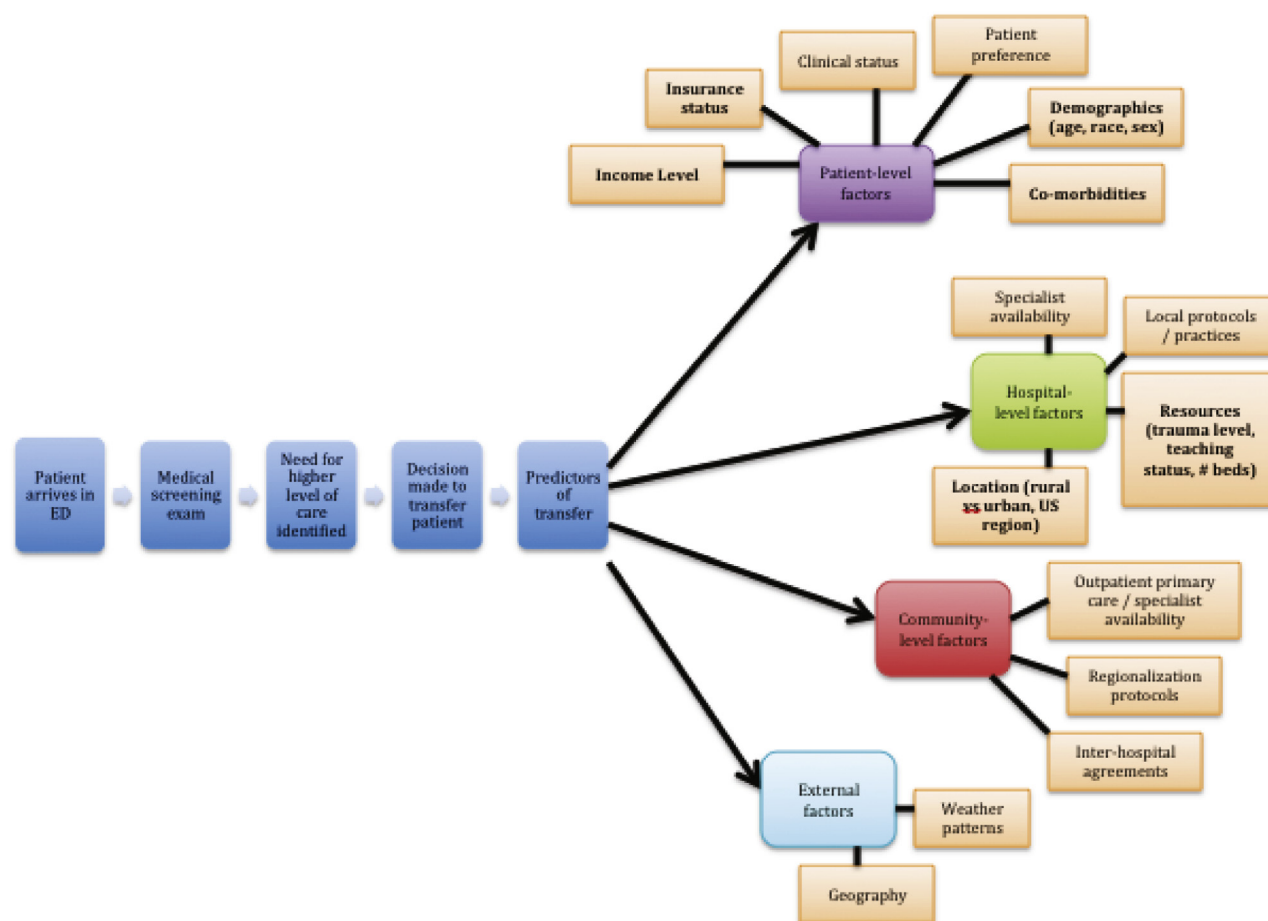 Patient
preference
Clinical status
Insurance
status
Demographics
(age, race, sex)
Income Level
Patient-level
factors
Co-morbidities
Specialist
availability
Local protocols
/ practices
Hospital-
level factors
Resources
(trauma level,
teaching
status, # beds)
Location (rural
vs urban, US
region)
Patient
arrives in
ED
Medical
screening
exam
Need for
higher
level of
care
identified
Decision
made to
transfer
patient
Predictors
of
transfer
Community-
level factors
Outpatient primary
care / specialist
availability
Regionalization
protocols
Inter-hospital
agreements
External
factors
Weather
patterns
Geography